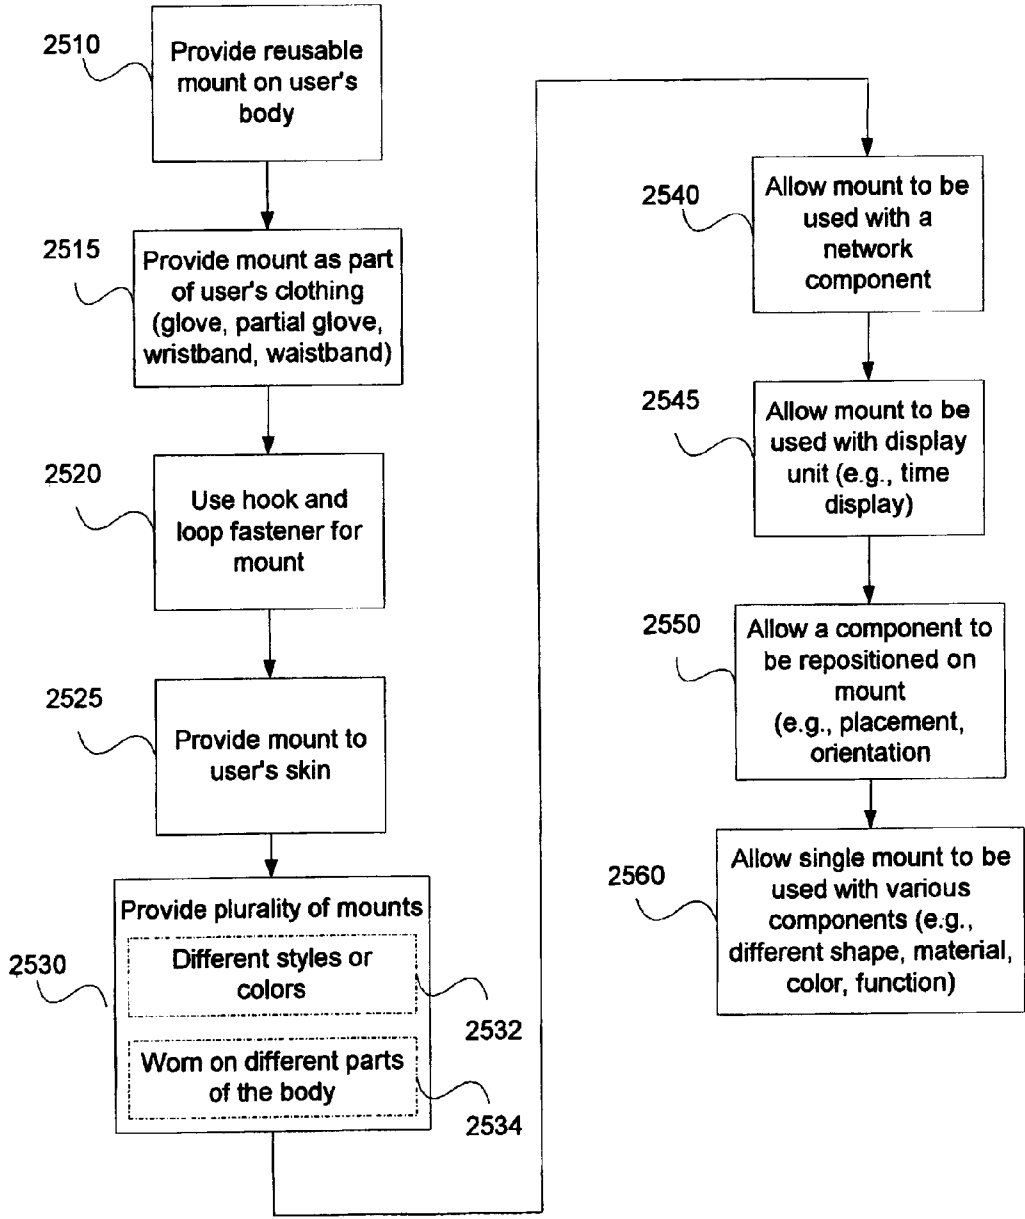 2510
Provide reusable
mount on user's
body
2515
Provide mount as part
of user's clothing
(glove, partial glove,
wristband, waistband)
2520
Use hook and
loop fastener for
mount
2525
Provide mount to
user's skin
2530
Provide plurality of mounts
Different styles or
colors
2532
Worn on different parts
of the body
2534
2540
Allow mount to be
used with a
network
component
2545
Allow mount to be
used with display
unit (e.g., time
display)
2550
Allow a component to
be repositioned on
mount
(e.g., placement,
orientation
2560
Allow single mount to be
used with various
components (e.g.,
different shape, material,
color, function)